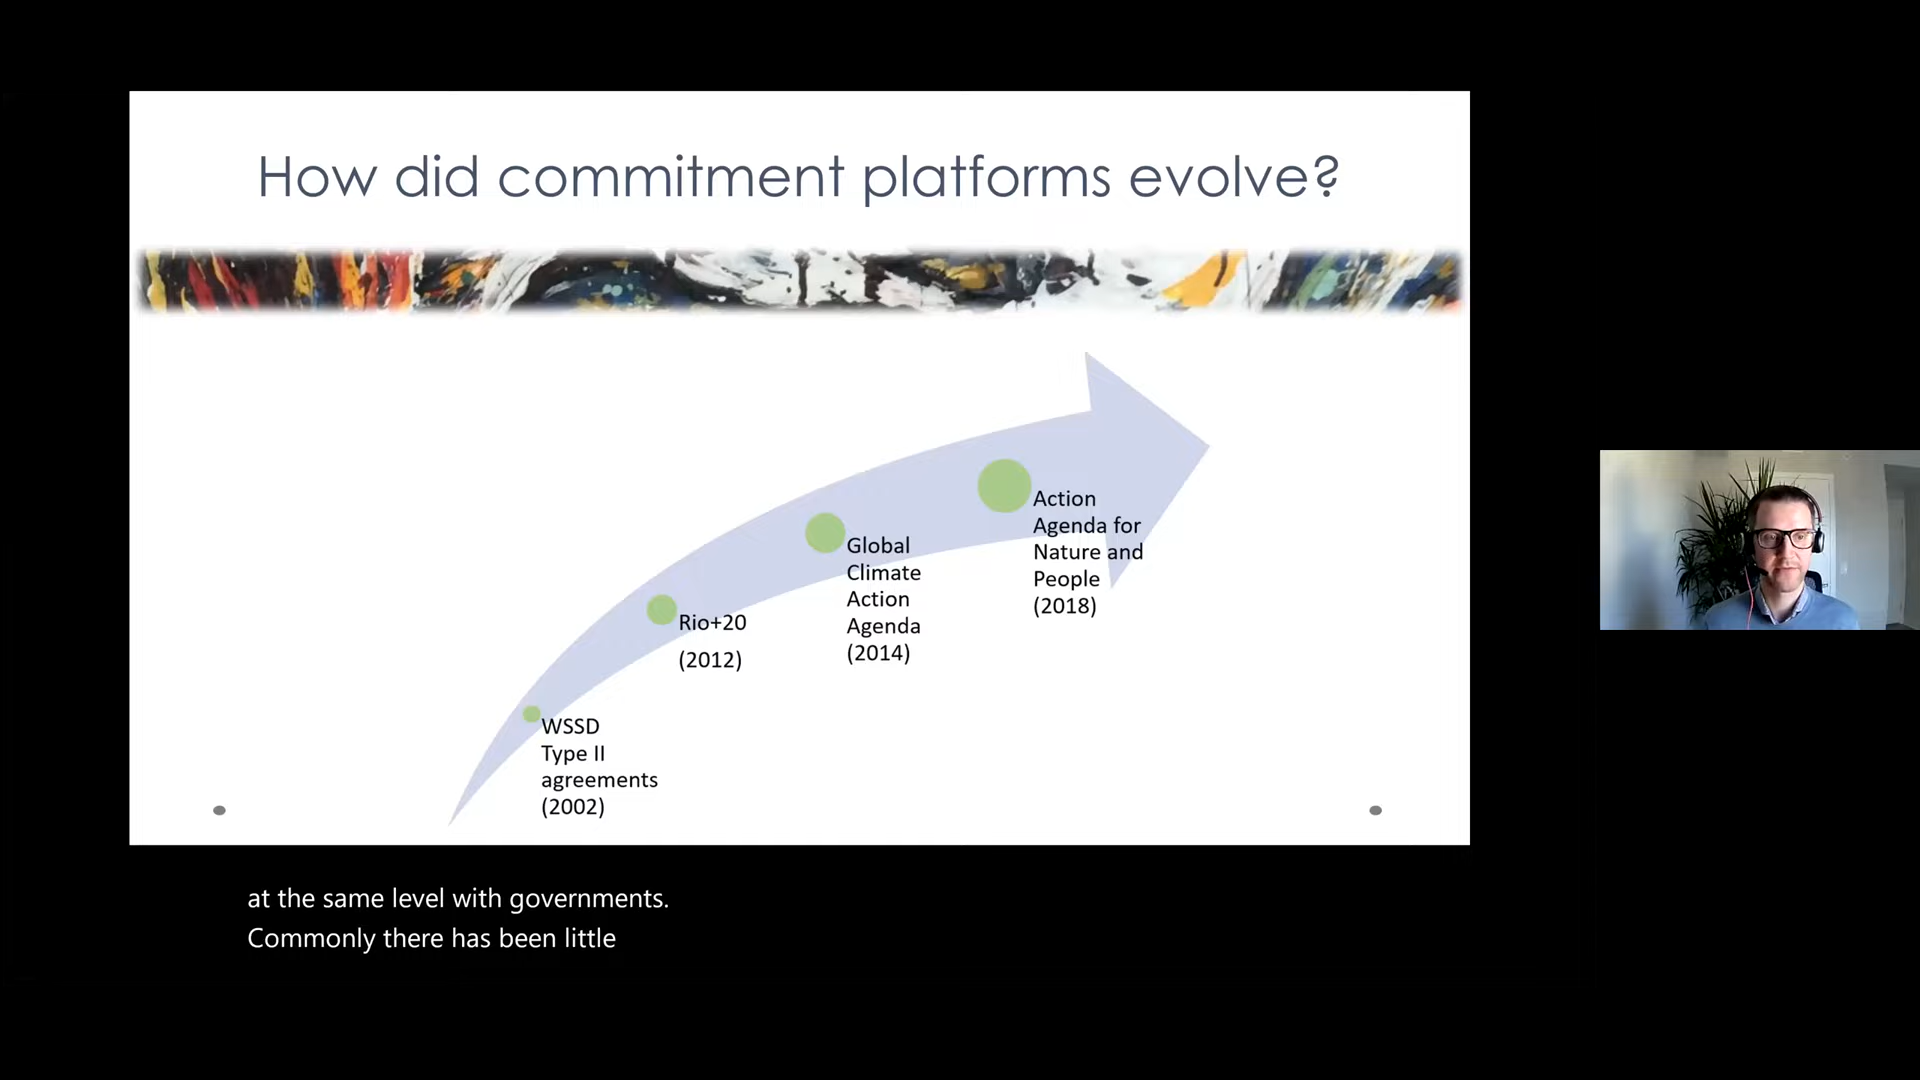 How did commitment platforms evolve?
WSSD
Type II
agreements
(2002)
Rio+20
(2012)
Global
Climate
Action
Agenda
(2014)
Action
Agenda for
Nature and
People
(2018)
at the same level with governments.
Commonly there has been little